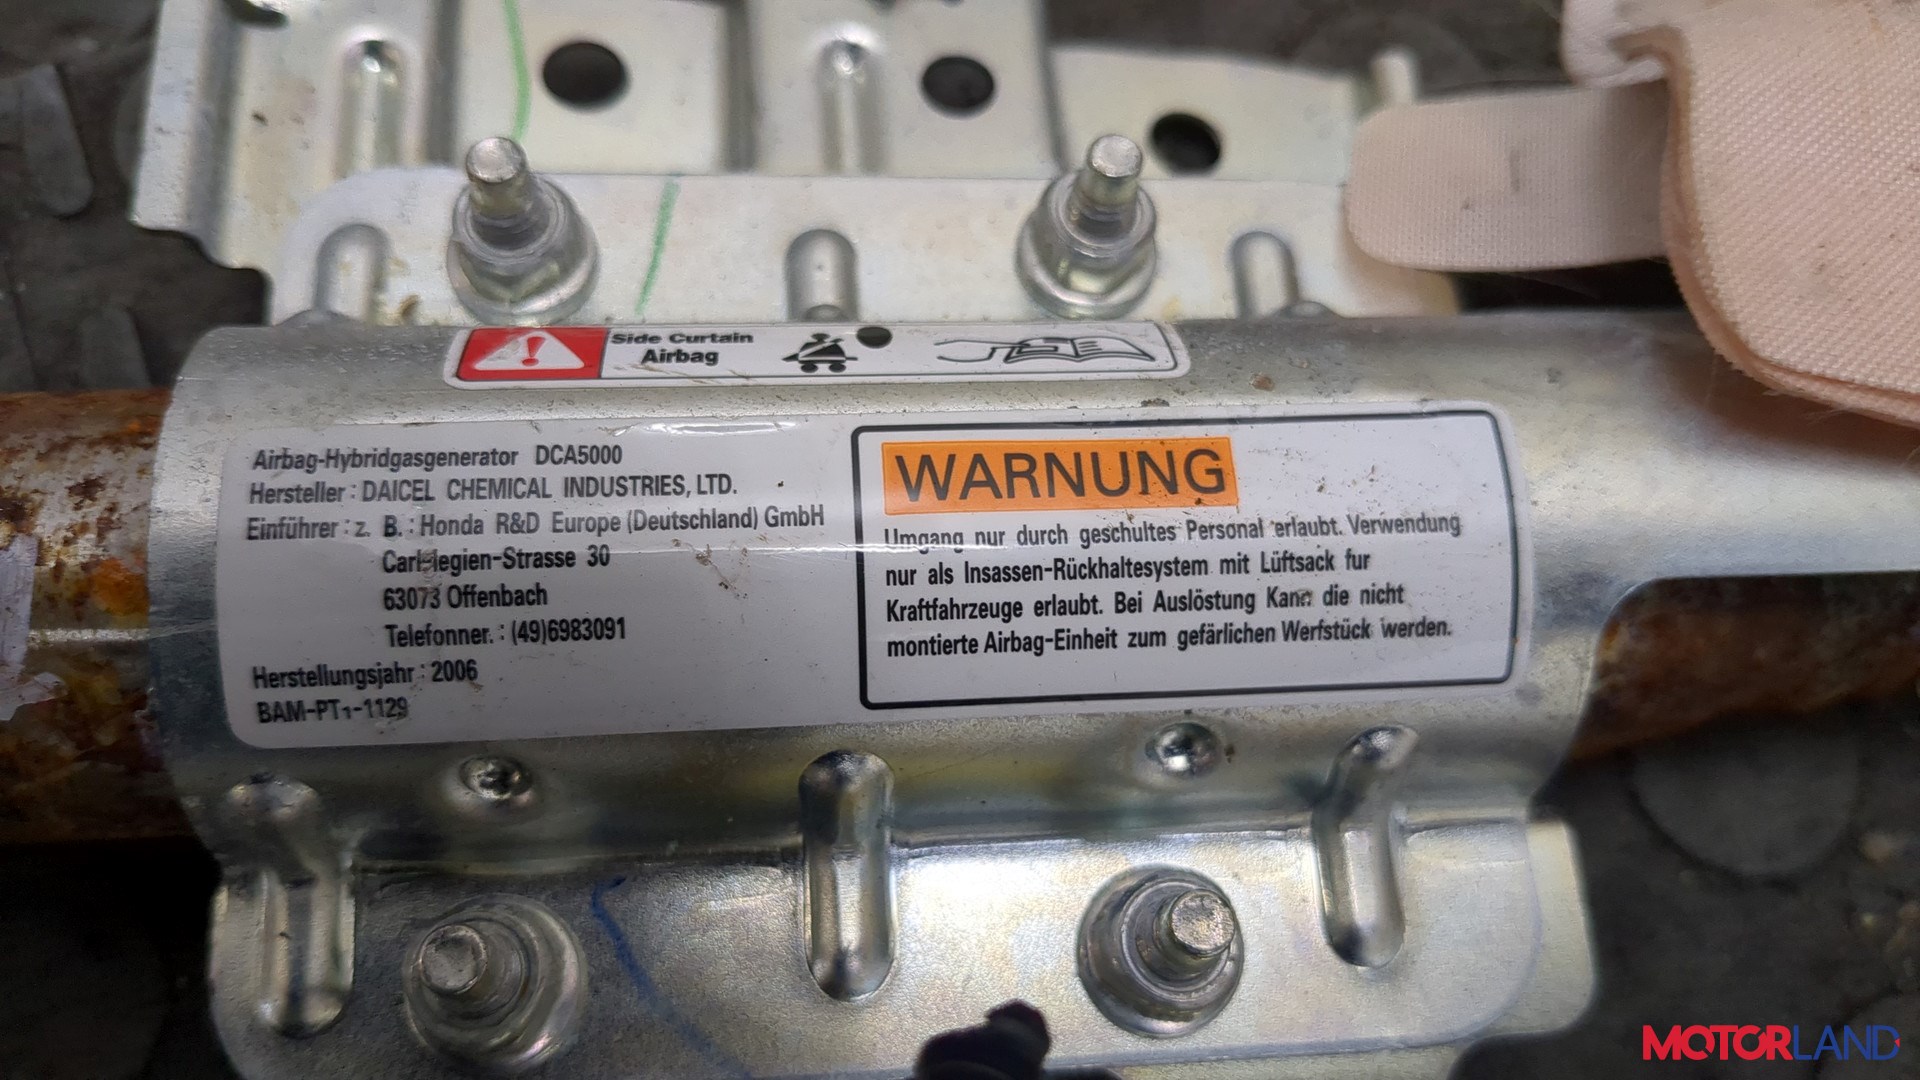 Side Curtain
Airbag
Airbag-Hybridgasgenerator DCA5000
Hersteller : DAICEL CHEMICAL INDUSTRIES, LTD.
Einführer : z. B. : Honda R&D Europe (Deutschland) GmbH
Carl-legien-Strasse 30
63073 Offenbach
Telefonner. : (49)6983091
Herstellungsjahr : 2006
BAM-PT1-1129
WARNUNG
Umgang nur durch geschultes Personal erlaubt. Verwendung
nur als Insassen-Rückhaltesystem mit Lüftsack fur
Kraftfahrzeuge erlaubt. Bei Auslöstung Kann die nicht
montierte Airbag-Einheit zum gefärlichen Werfstück werden.
MOTORLAND